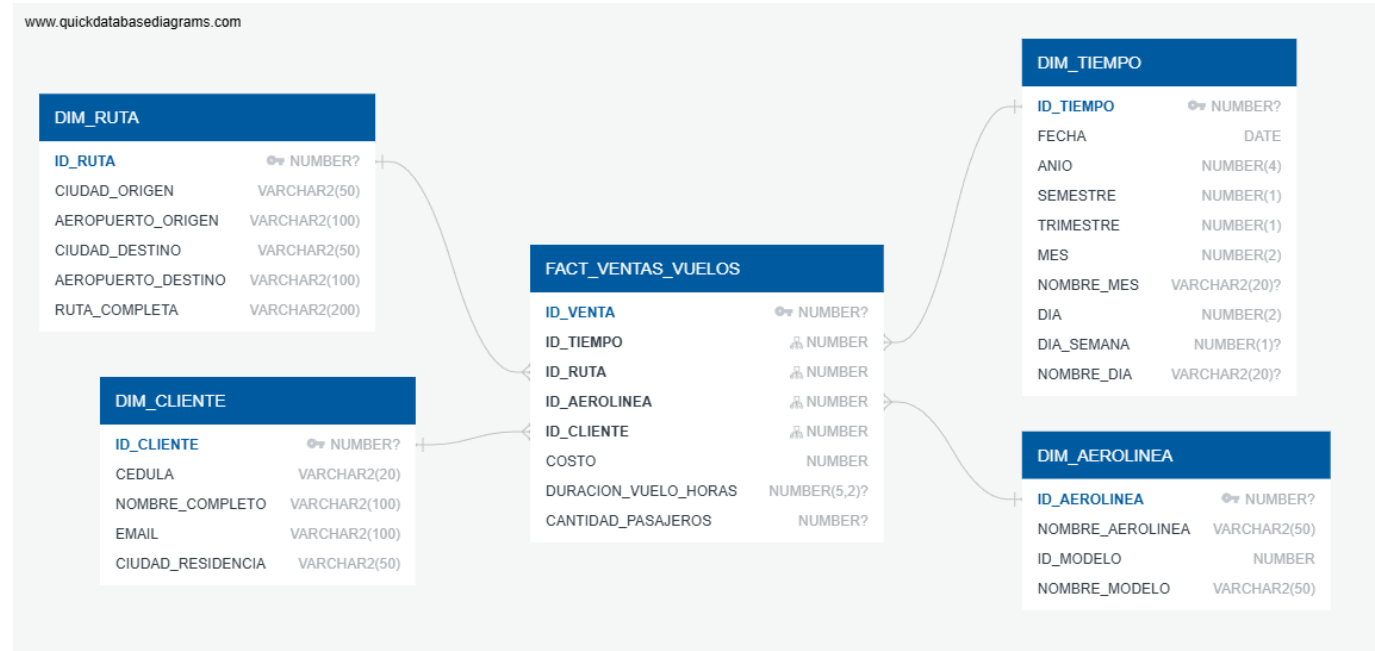 www.quickdatabasediagrams.com
DIM_RUTA
ID_RUTA NUMBER?
CIUDAD_ORIGEN VARCHAR2(50)
AEROPUERTO_ORIGEN VARCHAR2(100)
CIUDAD_DESTINO VARCHAR2(50)
AEROPUERTO_DESTINO VARCHAR2(100)
RUTA_COMPLETA VARCHAR2(200)
DIM_CLIENTE
ID_CLIENTE NUMBER?
CEDULA VARCHAR2(20)
NOMBRE_COMPLETO VARCHAR2(100)
EMAIL VARCHAR2(100)
CIUDAD_RESIDENCIA VARCHAR2(50)
FACT_VENTAS_VUELOS
ID_VENTA NUMBER?
ID_TIEMPO NUMBER
ID_RUTA NUMBER
ID_AEROLINEA NUMBER
ID_CLIENTE NUMBER
COSTO NUMBER
DURACION_VUELO_HORAS NUMBER(5,2)?
CANTIDAD_PASAJEROS NUMBER?
DIM_TIEMPO
ID_TIEMPO NUMBER?
FECHA DATE
ANIO NUMBER(4)
SEMESTRE NUMBER(1)
TRIMESTRE NUMBER(1)
MES NUMBER(2)
NOMBRE_MES VARCHAR2(20)?
DIA NUMBER(2)
DIA_SEMANA NUMBER(1)?
NOMBRE_DIA VARCHAR2(20)?
DIM_AEROLINEA
ID_AEROLINEA NUMBER?
NOMBRE_AEROLINEA VARCHAR2(50)
ID_MODELO NUMBER
NOMBRE_MODELO VARCHAR2(50)